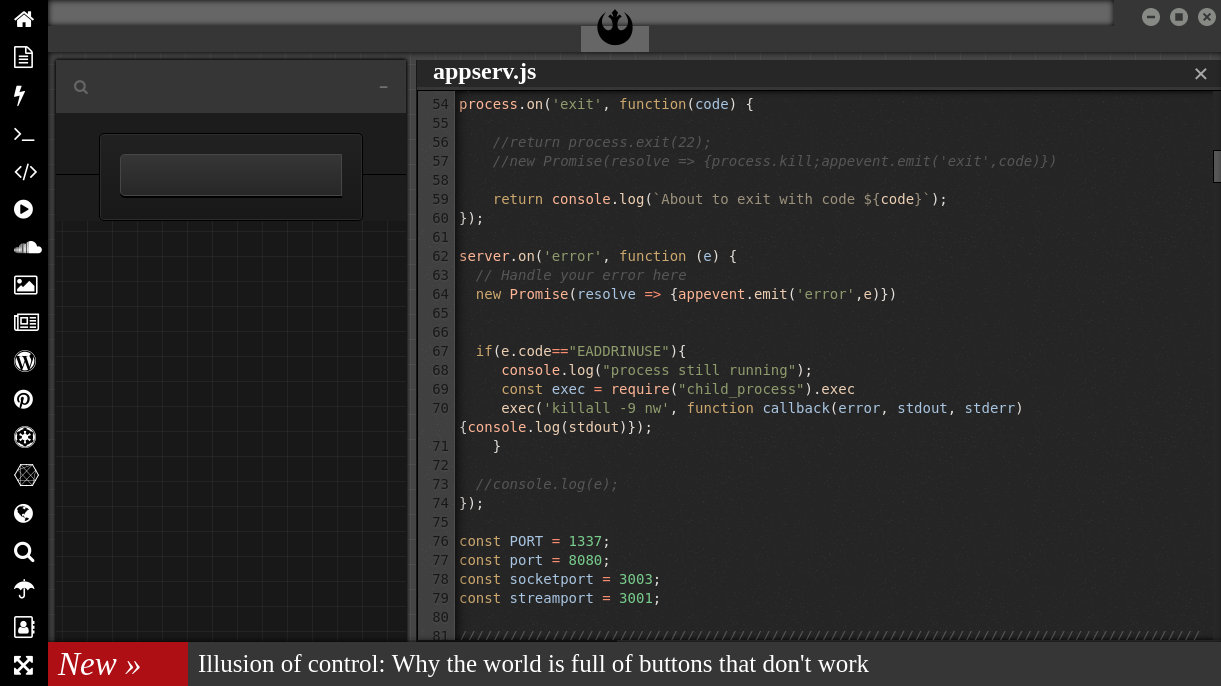 appserv.js
54 process.on('exit', function(code) {
55
56     //return process.exit(22);
57     //new Promise(resolve => {process.kill;appevent.emit('exit',code)})
58
59     return console.log(`About to exit with code ${code}`);
60 });
61
62 server.on('error', function (e) {
63   // Handle your error here
64   new Promise(resolve => {appevent.emit('error',e)})
65
66
67   if(e.code=="EADDRINUSE"){
68      console.log("process still running");
69      const exec = require("child_process").exec
70      exec('killall -9 nw', function callback(error, stdout, stderr)
{console.log(stdout)});
71     }
72
73   //console.log(e);
74 });
75
76 const PORT = 1337;
77 const port = 8080;
78 const socketport = 3003;
79 const streamport = 3001;
80
81 ////////////////////////////////////////////////////////////////////////////////////////
New » Illusion of control: Why the world is full of buttons that don't work